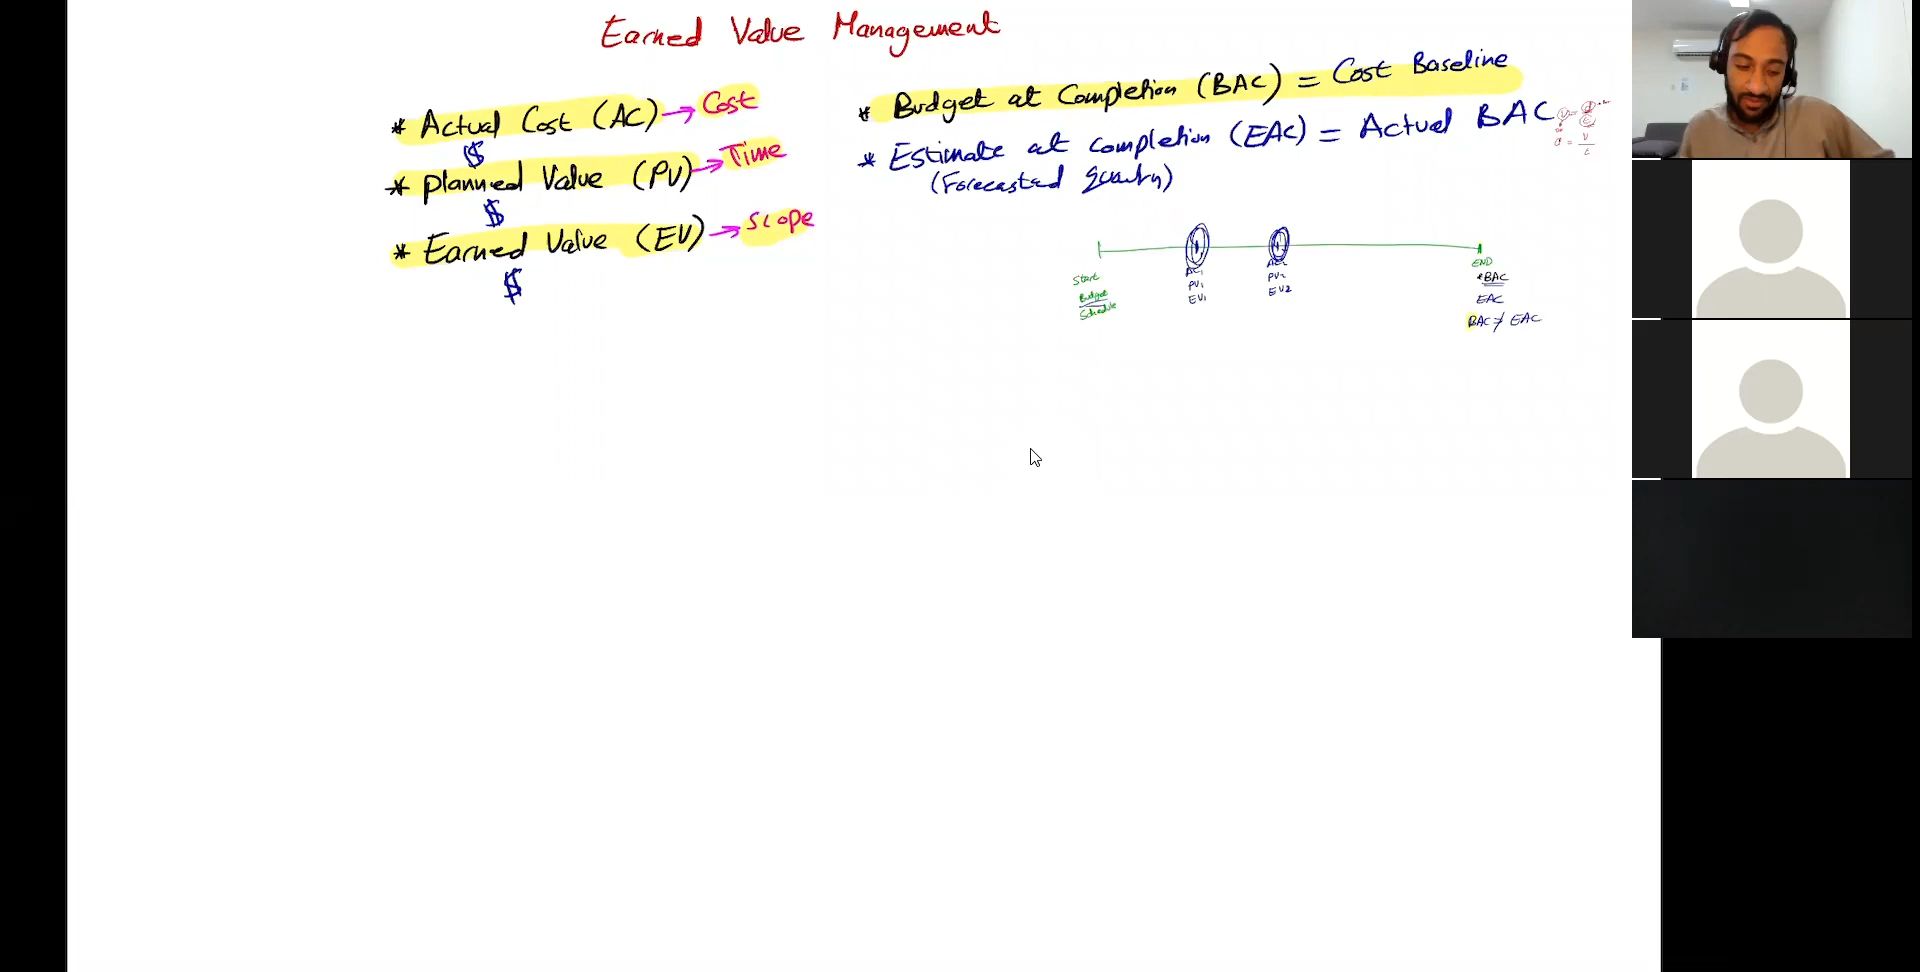 Earned Value Management
* Actual Cost (AC) → Cost
$
* Planned Value (PV) → Time
$
* Earned Value (EV) → Scope
$
* Budget at Completion (BAC) = Cost Baseline
* Estimate at completion (EAC) = Actual BAC
(Forecasted
Start
Budget
Schedule
AC1
PV1
EV1
AC2
PV2
EV2
END
*BAC
EAC
BAC ≠ EAC